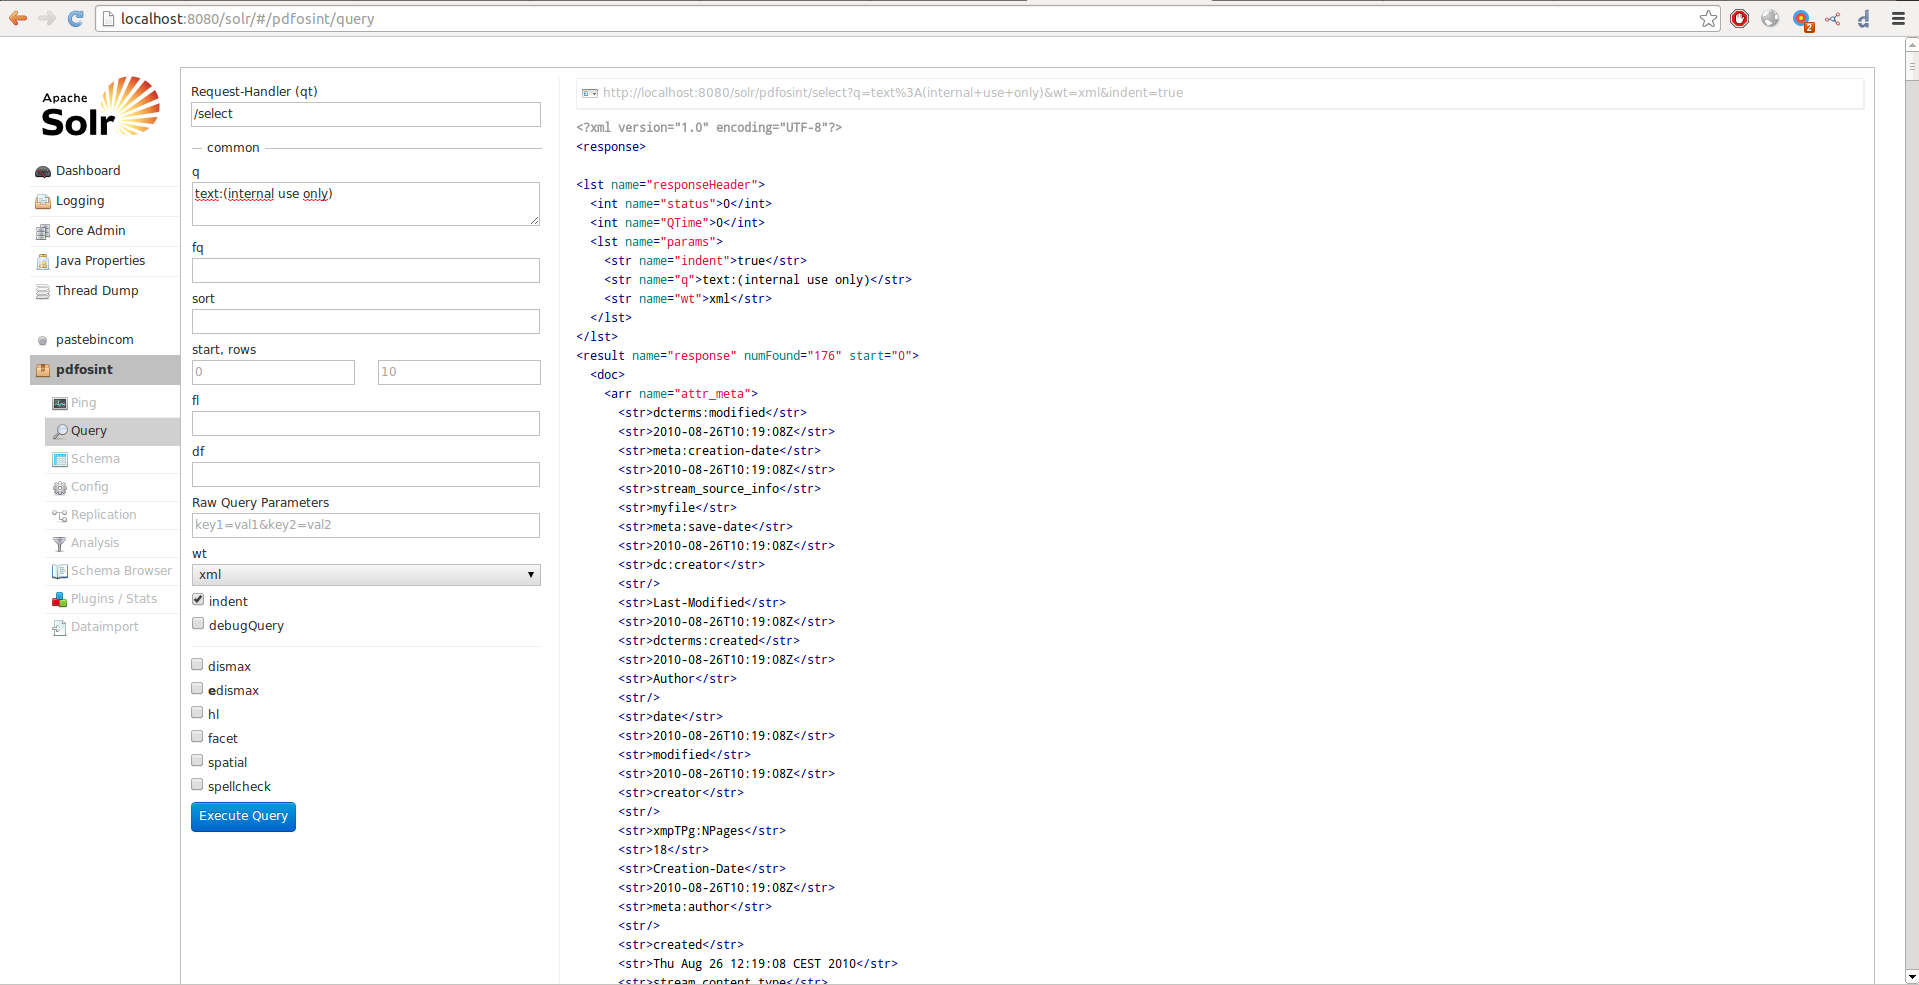 localhost:8080/solr/#/pdfosint/query
2
Apache
Solr
Dashboard
Logging
Core Admin
Java Properties
Thread Dump
pastebincom
pdfosint
Ping
Query
Schema
Config
Replication
Analysis
Schema Browser
Plugins / Stats
Dataimport
Request-Handler (qt)
/select
common
q
text:(internal use only)
fq
sort
start, rows
0 10
fl
df
Raw Query Parameters
key1=val1&key2=val2
wt
xml
indent
debugQuery
dismax
edismax
hl
facet
spatial
spellcheck
Execute Query
http://localhost:8080/solr/pdfosint/select?q=text%3A(internal+use+only)&wt=xml&indent=true
<?xml version="1.0" encoding="UTF-8"?>
<response>
<lst name="responseHeader">
<int name="status">0</int>
<int name="QTime">0</int>
<lst name="params">
<str name="indent">true</str>
<str name="q">text:(internal use only)</str>
<str name="wt">xml</str>
</lst>
</lst>
<result name="response" numFound="176" start="0">
<doc>
<arr name="attr_meta">
<str>dcterms:modified</str>
<str>2010-08-26T10:19:08Z</str>
<str>meta:creation-date</str>
<str>2010-08-26T10:19:08Z</str>
<str>stream_source_info</str>
<str>myfile</str>
<str>meta:save-date</str>
<str>2010-08-26T10:19:08Z</str>
<str>dc:creator</str>
<str/>
<str>Last-Modified</str>
<str>2010-08-26T10:19:08Z</str>
<str>dcterms:created</str>
<str>2010-08-26T10:19:08Z</str>
<str>Author</str>
<str/>
<str>date</str>
<str>2010-08-26T10:19:08Z</str>
<str>modified</str>
<str>2010-08-26T10:19:08Z</str>
<str>creator</str>
<str/>
<str>xmpTPg:NPages</str>
<str>18</str>
<str>Creation-Date</str>
<str>2010-08-26T10:19:08Z</str>
<str>meta:author</str>
<str/>
<str>created</str>
<str>Thu Aug 26 12:19:08 CEST 2010</str>
<str>stream_content_type</str>